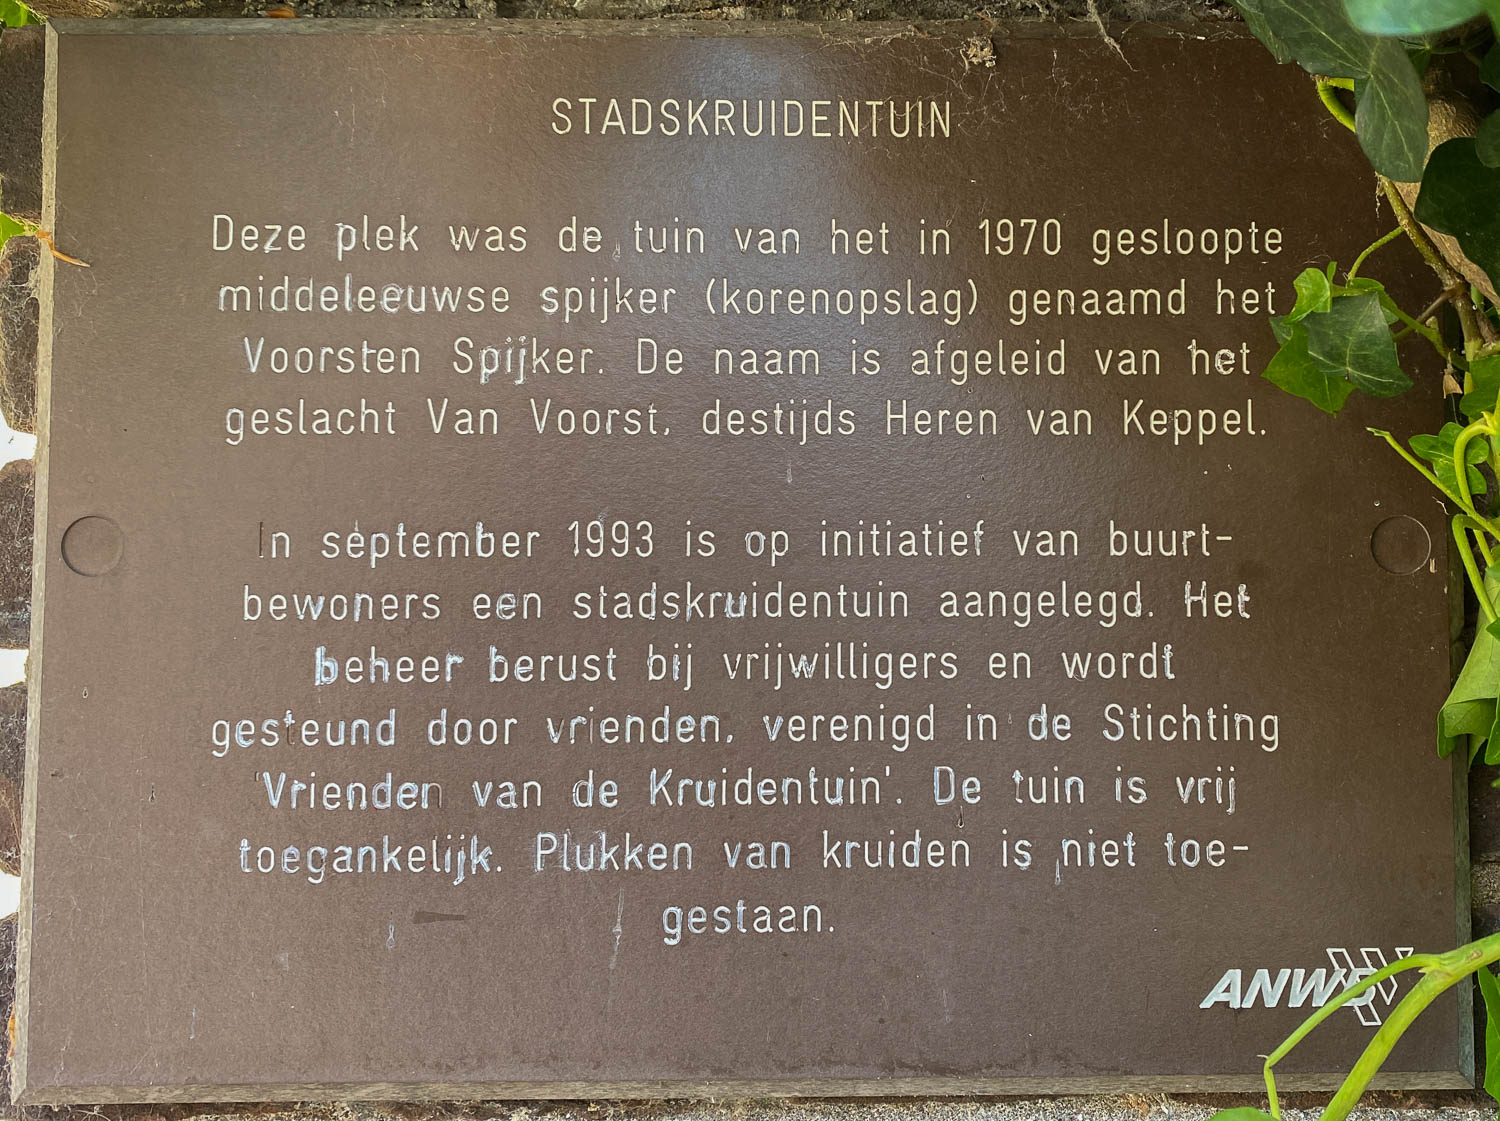 STADSKRUIDENTUIN
Deze plek was de tuin van het in 1970 gesloopte
middeleeuwse spijker (korenopslag) genaamd het
Voorsten Spijker. De naam is afgeleid van het
geslacht Van Voorst, destijds Heren van Keppel.
In september 1993 is op initiatief van buurt-
bewoners een stadskruidentuin aangelegd. Het
beheer berust bij vrijwilligers en wordt
gesteund door vrienden, verenigd in de Stichting
'Vrienden van de Kruidentuin'. De tuin is vrij
toegankelijk. Plukken van kruiden is niet toe-
gestaan.
ANWB